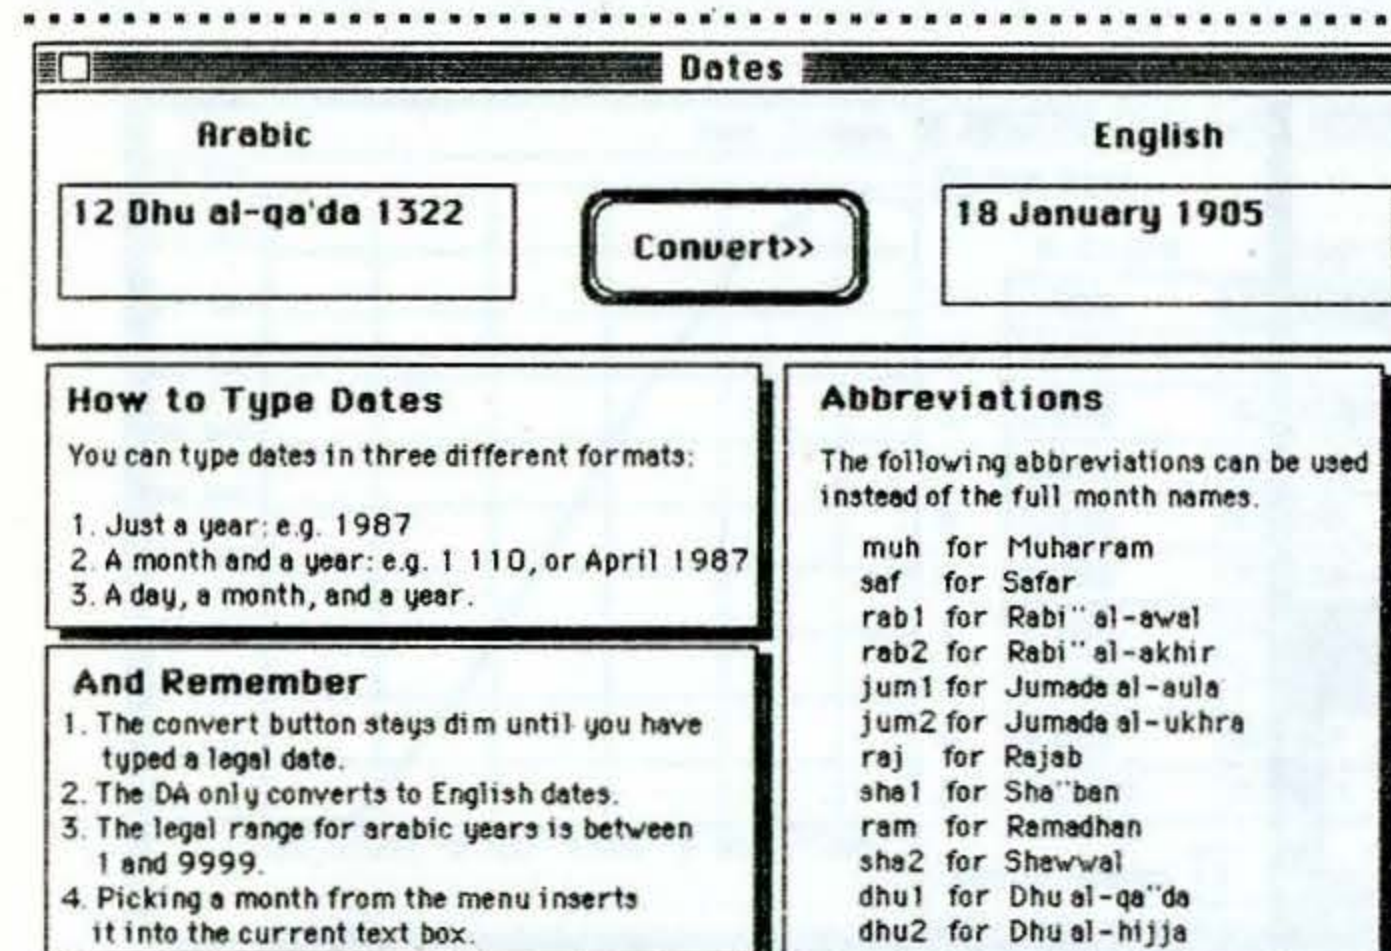 Dates
Arabic
English
12 Dhu al-qa'da 1322
Convert>>
18 January 1905
How to Type Dates
You can type dates in three different formats:
1. Just a year: e.g. 1987
2. A month and a year: e.g. 1 110, or April 1987
3. A day, a month, and a year.
And Remember
1. The convert button stays dim until you have
typed a legal date.
2. The DA only converts to English dates.
3. The legal range for arabic years is between
1 and 9999.
4. Picking a month from the menu inserts
it into the current text box.
Abbreviations
The following abbreviations can be used
instead of the full month names.
muh for Muharram
saf for Safar
rab1 for Rabi" al-awal
rab2 for Rabi" al-akhir
jum1 for Jumada al-aula
jum2 for Jumada al-ukhra
raj for Rajab
sha1 for Sha"ban
ram for Ramadhan
sha2 for Shawwal
dhu1 for Dhu al-qa"da
dhu2 for Dhu al-hijja